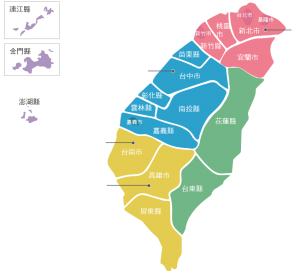 連江縣
金門縣
澎湖縣
台北市
基隆市
新北市
桃園
市
新竹市
新竹縣
宜蘭市
苗栗縣
台中市
彰化縣
南投縣
雲林縣
花蓮縣
嘉義市
嘉義縣
台南市
高雄市
台東縣
屏東縣